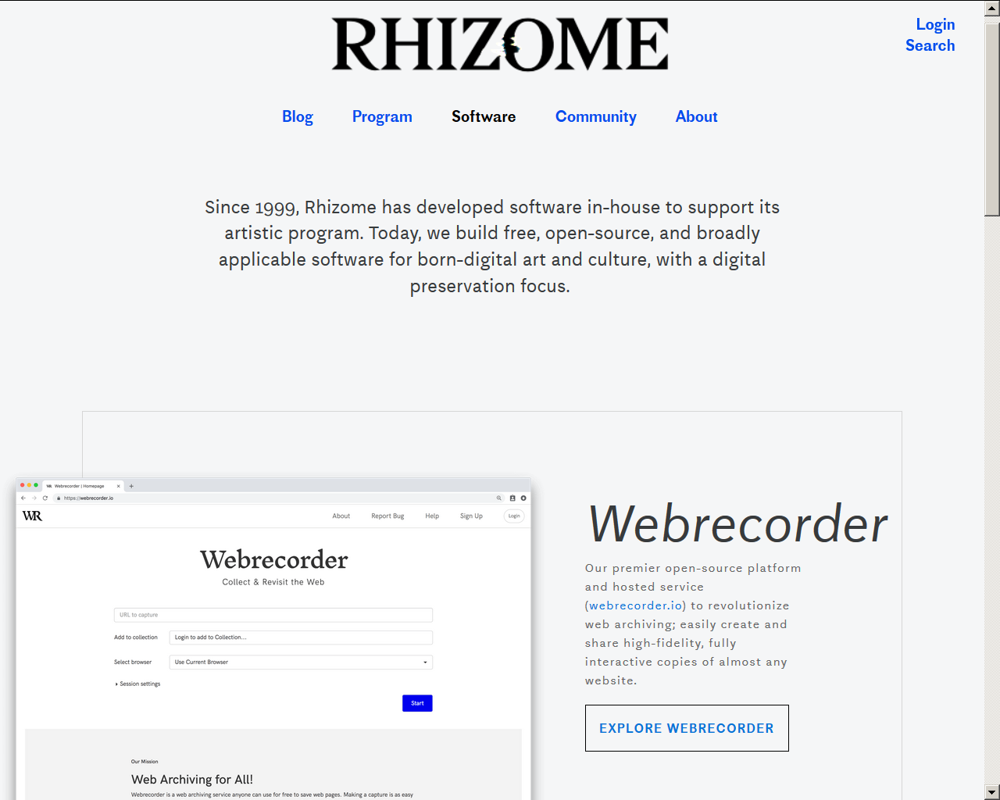 RHIZOME
Login
Search
Blog Program Software Community About
Since 1999, Rhizome has developed software in-house to support its
artistic program. Today, we build free, open-source, and broadly
applicable software for born-digital art and culture, with a digital
preservation focus.
WR Webrecorder | Homepage
https://webrecorder.io
WR About Report Bug Help Sign Up Login
Webrecorder
Collect & Revisit the Web
URL to capture
Add to collection Login to add to Collection...
Select browser Use Current Browser
Session settings
Start
Our Mission
Web Archiving for All!
Webrecorder is a web archiving service anyone can use for free to save web pages. Making a capture is as easy
Webrecorder
Our premier open-source platform
and hosted service
(webrecorder.io) to revolutionize
web archiving; easily create and
share high-fidelity, fully
interactive copies of almost any
website.
EXPLORE WEBRECORDER